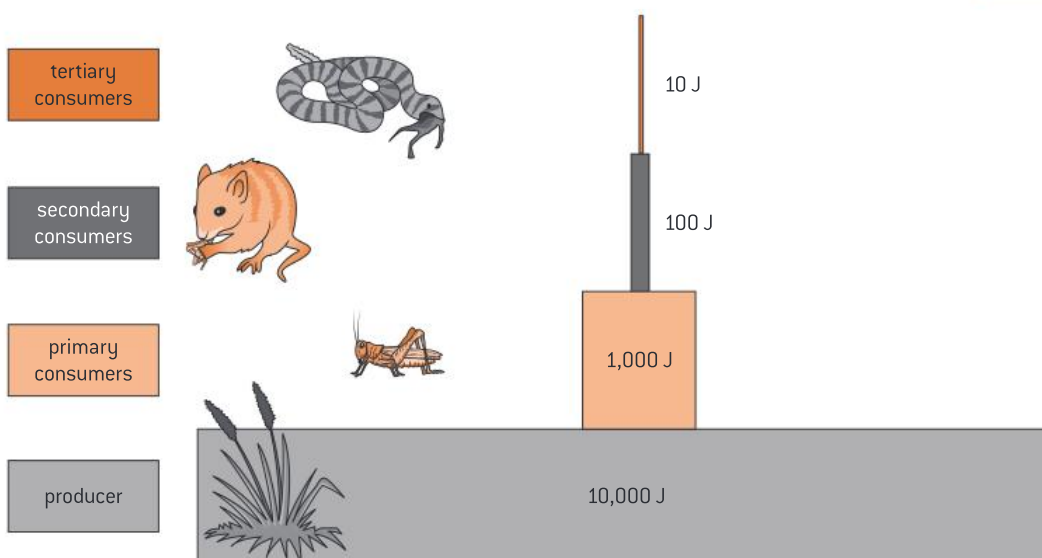 tertiary
consumers
10 J
secondary
consumers
100 J
primary
consumers
1,000 J
producer
10,000 J